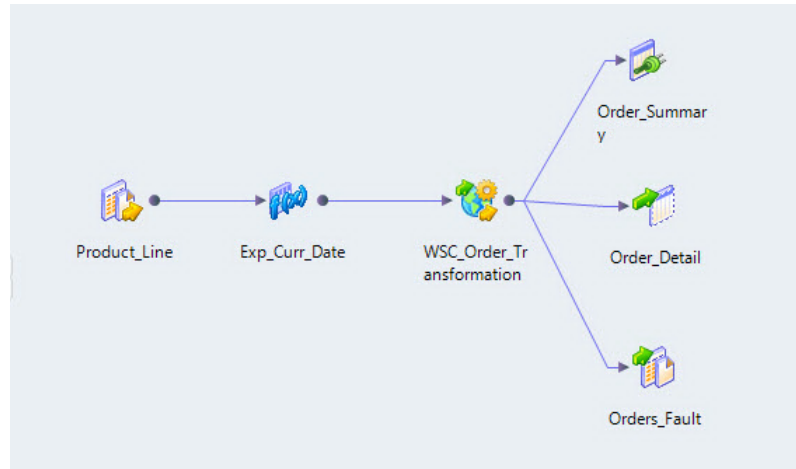 Order_Summar
y
Product_Line
Exp_Curr_Date
f(x)
WSC_Order_Tr
ansformation
Order_Detail
Orders_Fault